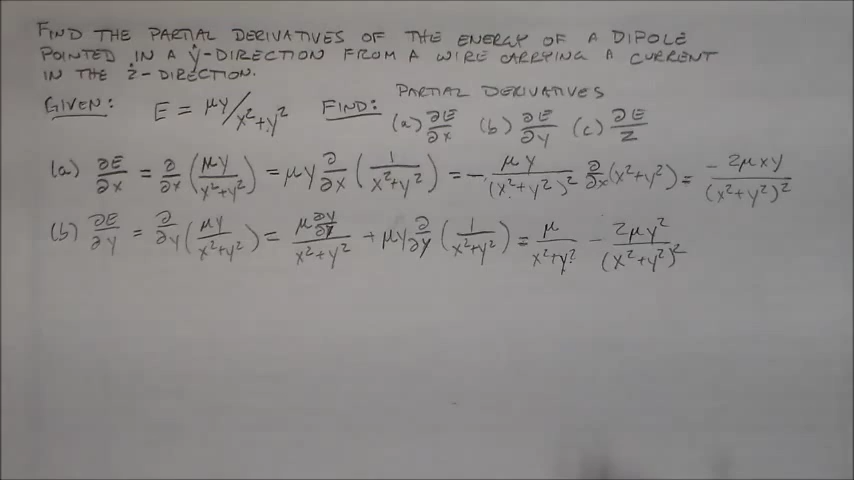 FIND THE PARTIAL DERIVATIVES OF THE ENERGY OF A DIPOLE
POINTED IN A ŷ-DIRECTION FROM A WIRE CARRYING A CURRENT
IN THE ẑ-DIRECTION.
GIVEN: E = μy/x²+y² FIND: PARTIAL DERIVATIVES
(a) ∂E/∂x (b) ∂E/∂y (c) ∂E/z
(a) ∂E/∂x = ∂/∂x (μy/(x²+y²)) = μy ∂/∂x (1/(x²+y²)) = - μy/(x²+y²)² ∂/∂x (x²+y²) = -2μxy/(x²+y²)²
(b) ∂E/∂y = ∂/∂y (μy/(x²+y²)) = μ ∂y/∂y/(x²+y²) + μy ∂/∂y (1/(x²+y²)) = μ/(x²+y²) - 2μy²/(x²+y²)²